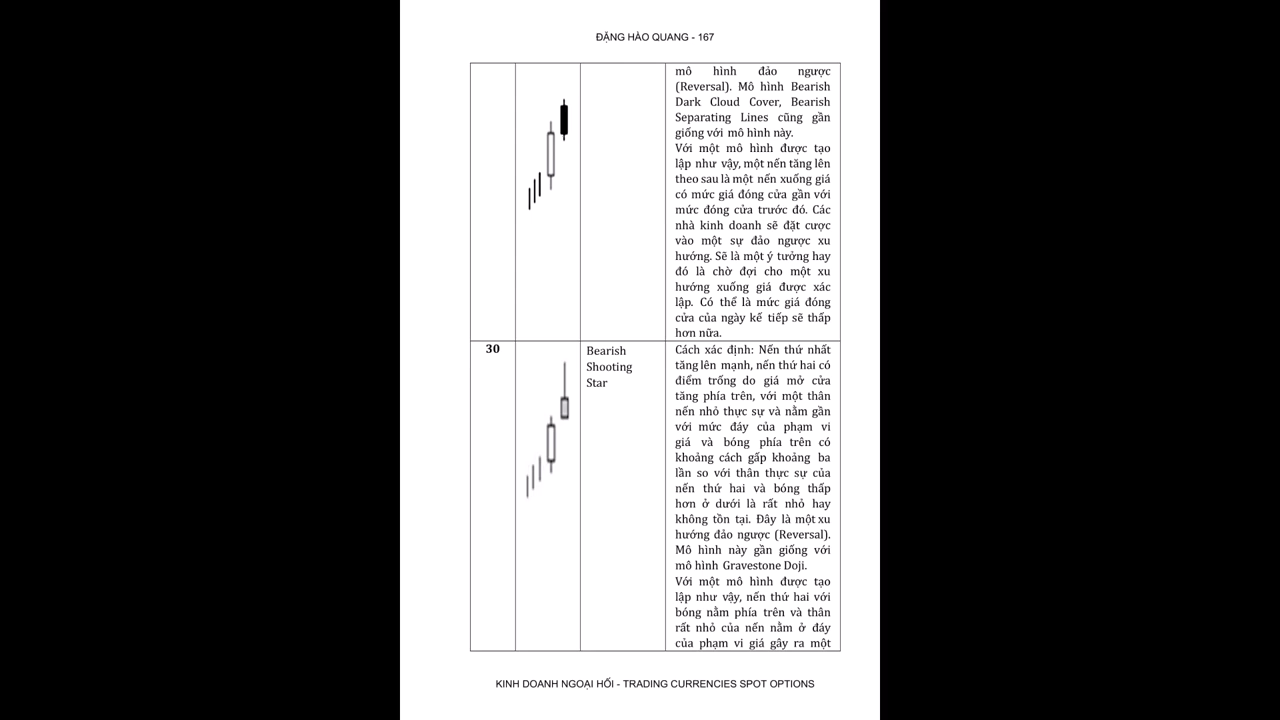 ĐẶNG HÀO QUANG - 167
mô hình đảo ngược
(Reversal). Mô hình Bearish
Dark Cloud Cover, Bearish
Separating Lines cũng gần
giống với mô hình này.
Với một mô hình được tạo
lập như vậy, một nến tăng lên
theo sau là một nến xuống giá
có mức giá đóng cửa gần với
mức đóng cửa trước đó. Các
nhà kinh doanh sẽ đặt cược
vào một sự đảo ngược xu
hướng. Sẽ là một ý tưởng hay
đó là chờ đợi cho một xu
hướng xuống giá được xác
lập. Có thể là mức giá đóng
cửa của ngày kế tiếp sẽ thấp
hơn nữa.
30
Bearish
Shooting
Star
Cách xác định: Nến thứ nhất
tăng lên mạnh, nến thứ hai có
điểm trống do giá mở cửa
tăng phía trên, với một thân
nến nhỏ thực sự và nằm gần
với mức đáy của phạm vi
giá và bóng phía trên có
khoảng cách gấp khoảng ba
lần so với thân thực sự của
nến thứ hai và bóng thấp
hơn ở dưới là rất nhỏ hay
không tồn tại. Đây là một xu
hướng đảo ngược (Reversal).
Mô hình này gần giống với
mô hình Gravestone Doji.
Với một mô hình được tạo
lập như vậy, nến thứ hai với
bóng nằm phía trên và thân
rất nhỏ của nến nằm ở đáy
của phạm vi giá gây ra một
KINH DOANH NGOẠI HỐI - TRADING CURRENCIES SPOT OPTIONS